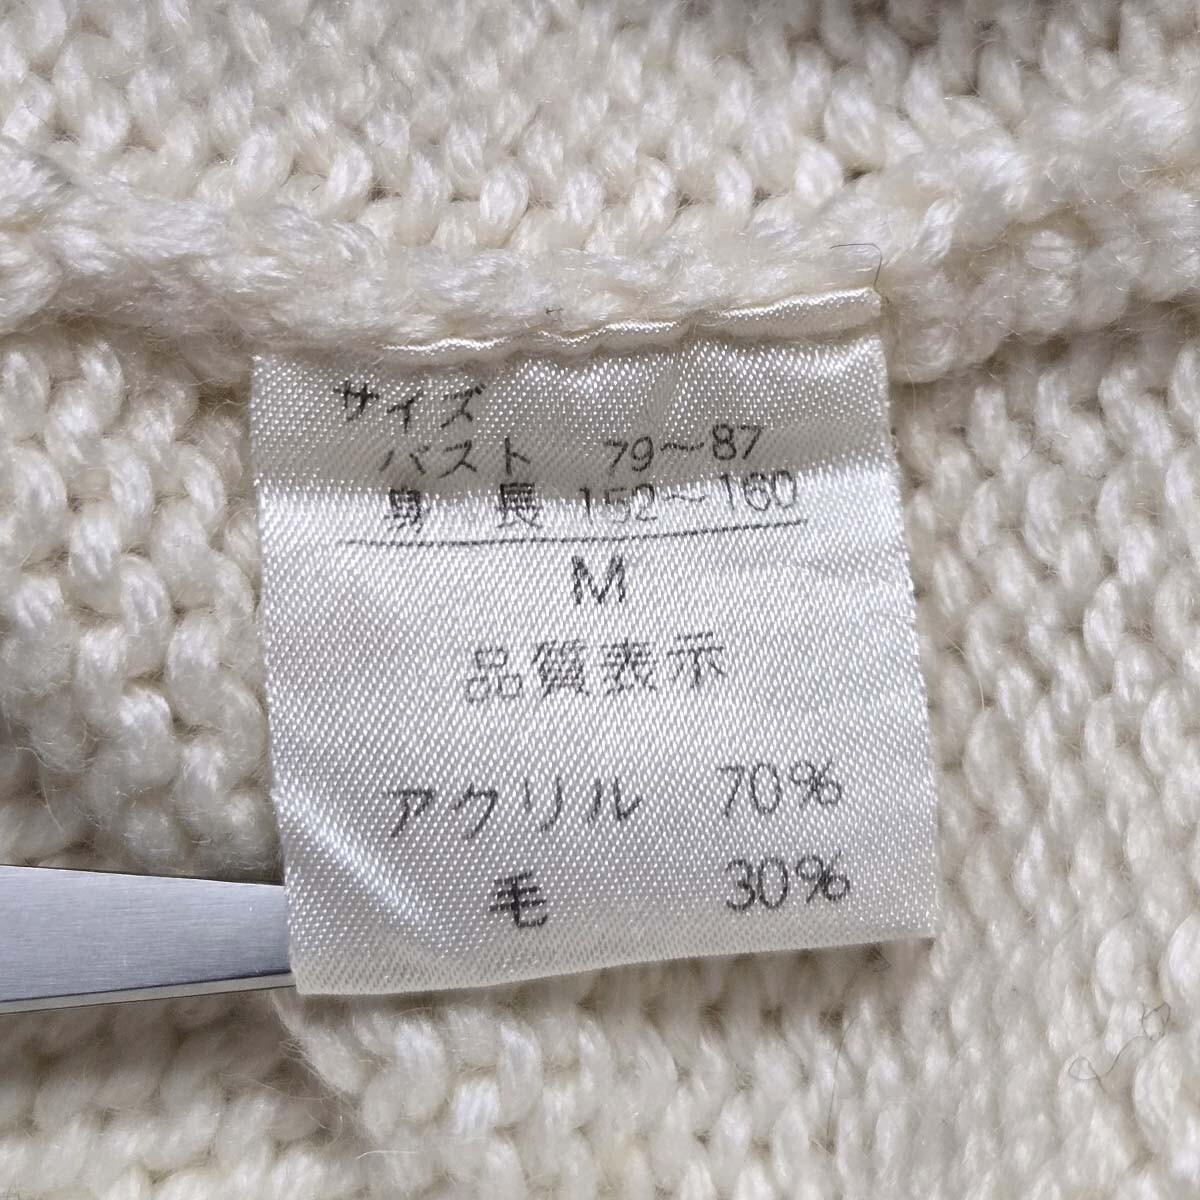 サイズ
バスト 79～87
身長 152～160
M
品質表示
アクリル 70%
毛 30%